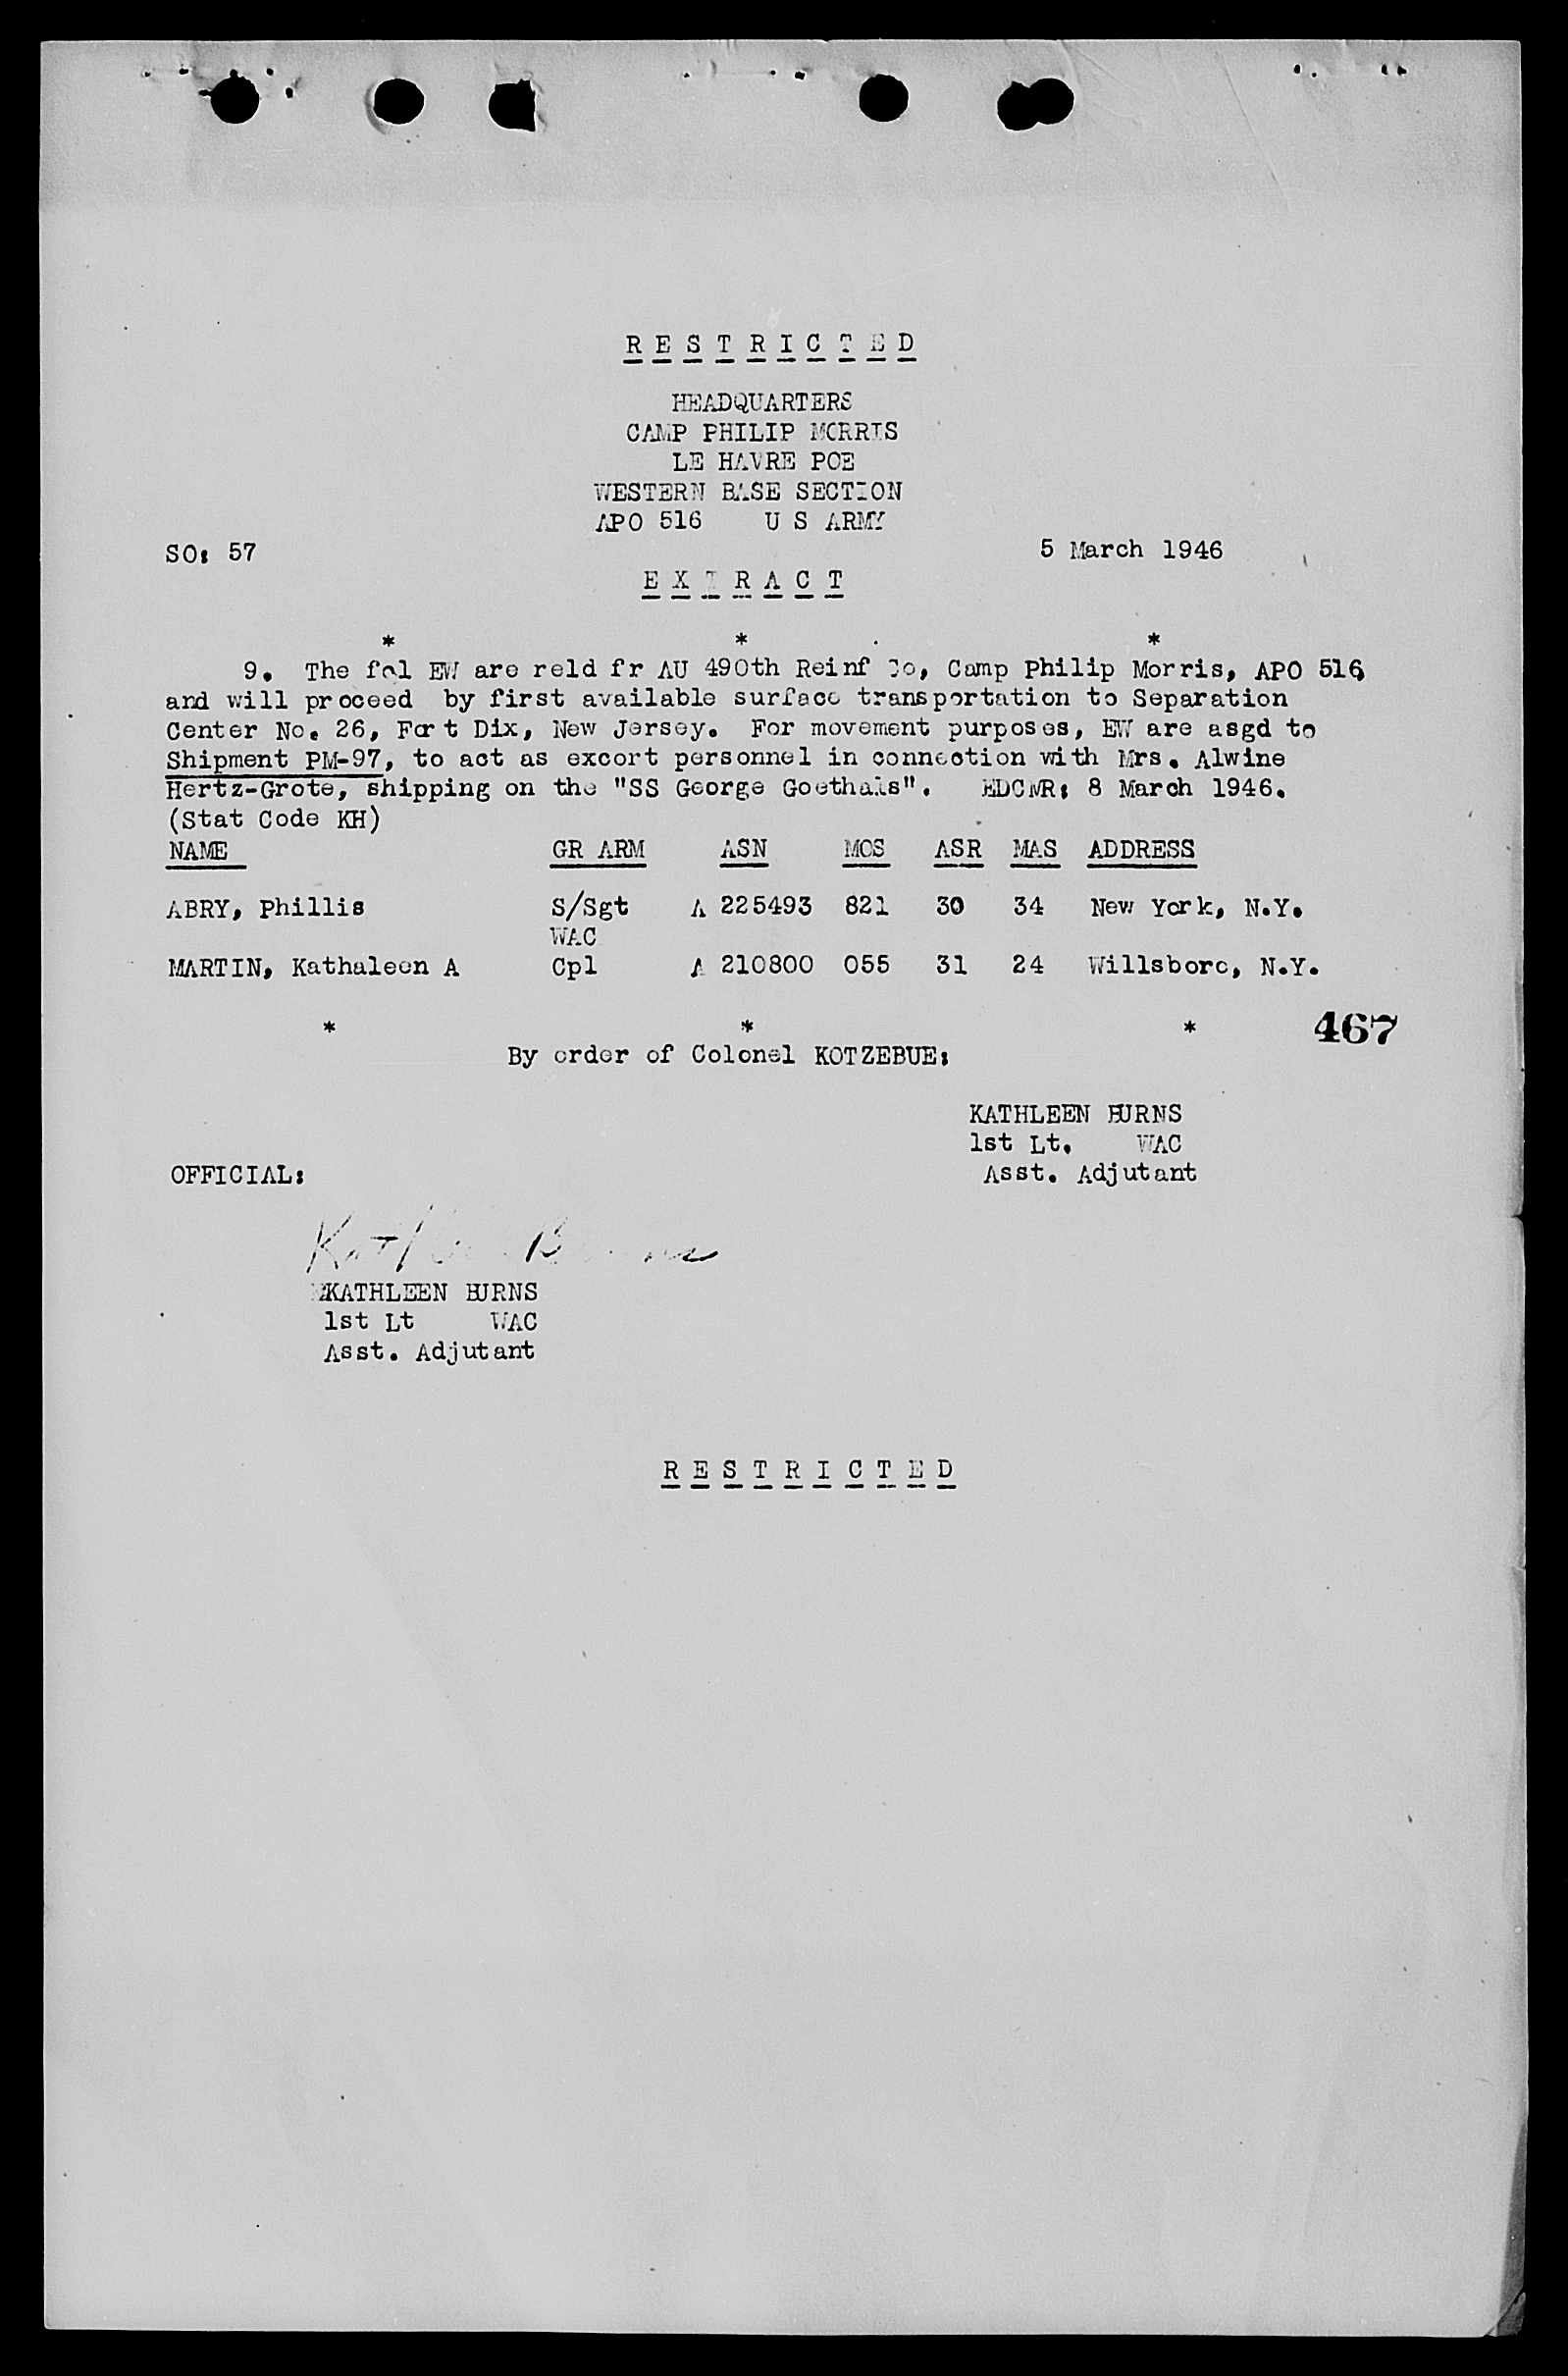 R E S T R I C T E D
HEADQUARTERS
CAMP PHILIP MORRIS
LE HAVRE POE
WESTERN BASE SECTION
APO 516 U S ARMY
SO: 57 5 March 1946
E X T R A C T
* * *
9. The fol EW are reld fr AU 490th Reinf Co, Camp Philip Morris, APO 516,
and will proceed by first available surface transportation to Separation
Center No. 26, Fort Dix, New Jersey. For movement purposes, EW are asgd to
Shipment PM-97, to act as excort personnel in connection with Mrs. Alwine
Hertz-Grote, shipping on the "SS George Goethals". EDCMR: 8 March 1946.
(Stat Code KH)
NAME GR ARM ASN MOS ASR MAS ADDRESS
ABRY, Phillis S/Sgt A 225493 821 30 34 New York, N.Y.
WAC
MARTIN, Kathaleen A Cpl A 210800 055 31 24 Willsboro, N.Y.
* * * 467
By order of Colonel KOTZEBUE:
KATHLEEN BURNS
1st Lt. WAC
Asst. Adjutant
OFFICIAL:
Kathleen Burns
KATHLEEN BURNS
1st Lt WAC
Asst. Adjutant
R E S T R I C T E D